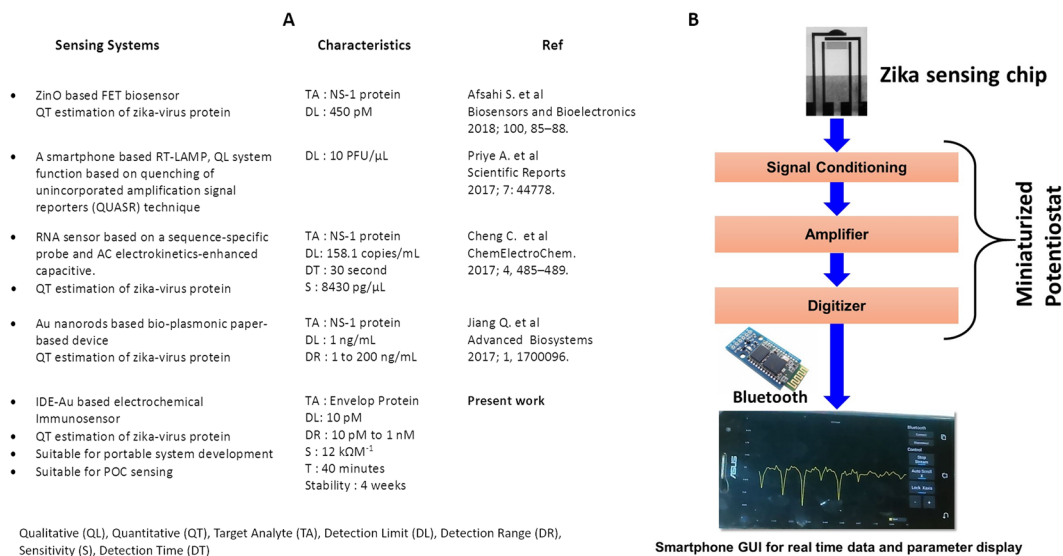 A
Sensing Systems
Characteristics
Ref
• ZinO based FET biosensor
QT estimation of zika-virus protein
TA : NS-1 protein
DL : 450 pM
Afsahi S. et al
Biosensors and Bioelectronics
2018; 100, 85–88.
• A smartphone based RT-LAMP, QL system
function based on quenching of
unincorporated amplification signal
reporters (QUASR) technique
DL : 10 PFU/µL
Priye A. et al
Scientific Reports
2017; 7: 44778.
• RNA sensor based on a sequence-specific
probe and AC electrokinetics-enhanced
capacitive.
• QT estimation of zika-virus protein
TA : NS-1 protein
DL: 158.1 copies/mL
DT : 30 second
S : 8430 pg/µL
Cheng C. et al
ChemElectroChem.
2017; 4, 485–489.
• Au nanorods based bio-plasmonic paper-
based device
QT estimation of zika-virus protein
TA : NS-1 protein
DL : 1 ng/mL
DR : 1 to 200 ng/mL
Jiang Q. et al
Advanced Biosystems
2017; 1, 1700096.
• IDE-Au based electrochemical
Immunosensor
• QT estimation of zika-virus protein
• Suitable for portable system development
• Suitable for POC sensing
TA : Envelop Protein
DL: 10 pM
DR : 10 pM to 1 nM
S : 12 kΩM⁻¹
T : 40 minutes
Stability : 4 weeks
Present work
Qualitative (QL), Quantitative (QT), Target Analyte (TA), Detection Limit (DL), Detection Range (DR),
Sensitivity (S), Detection Time (DT)
B
Zika sensing chip
Signal Conditioning
Amplifier
Digitizer
Miniaturized
Potentiostat
Bluetooth
ASUS
Bluetooth
Control
Stop
Stream
Auto Scroll
X
Lock Xaxis
- +
Smartphone GUI for real time data and parameter display